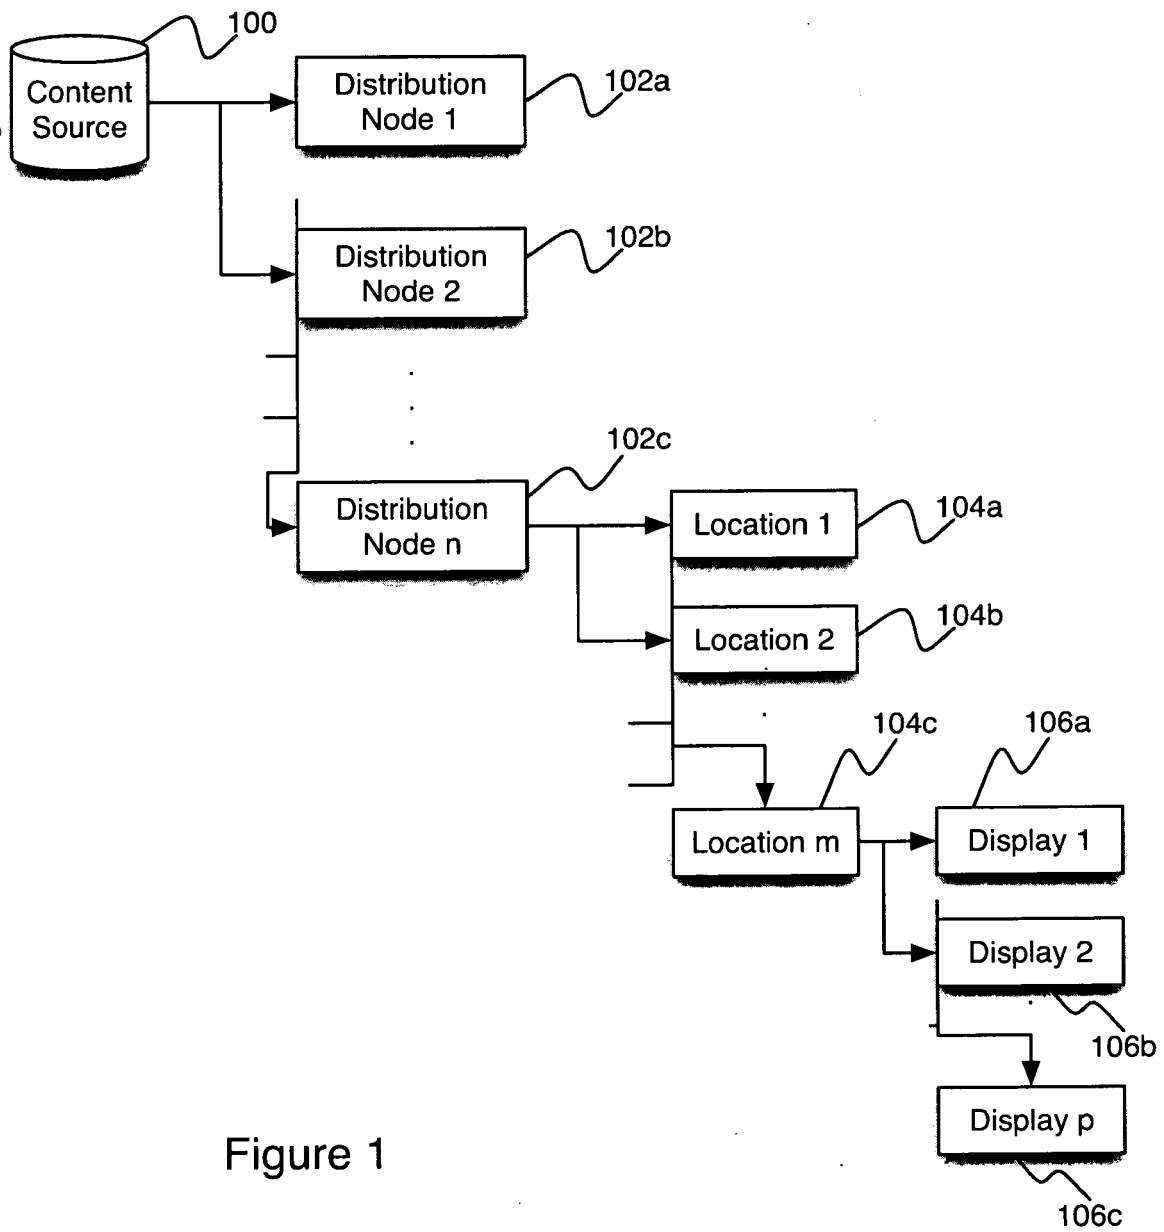 100
Content
Source
Distribution
Node 1
102a
Distribution
Node 2
102b
102c
Distribution
Node n
Location 1
104a
Location 2
104b
104c
106a
Location m
Display 1
Display 2
106b
Display p
106c
Figure 1